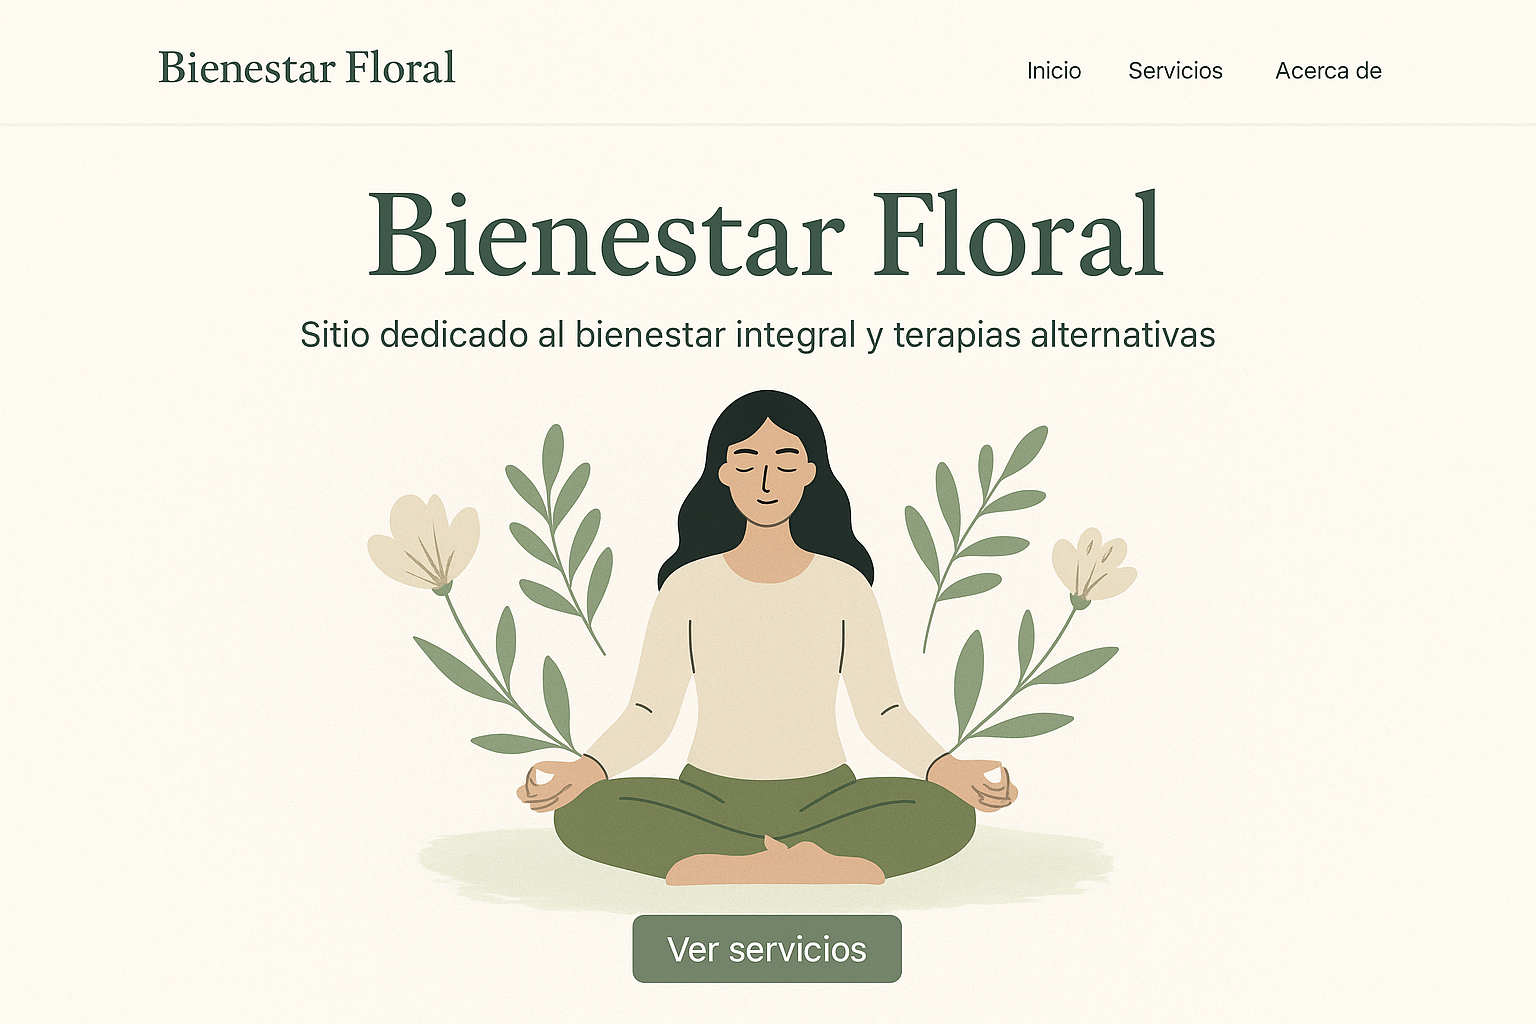 Bienestar Floral
Inicio Servicios Acerca de
Bienestar Floral
Sitio dedicado al bienestar integral y terapias alternativas
Ver servicios